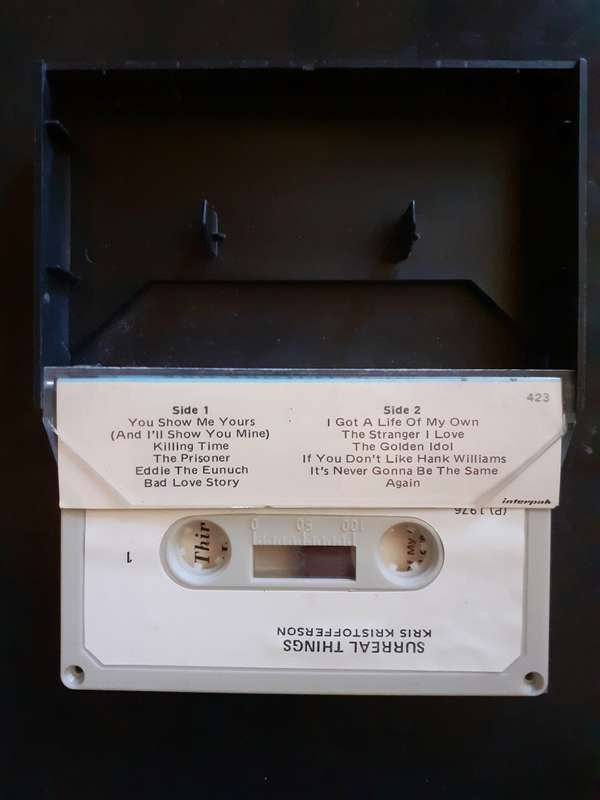 423
Side 1
You Show Me Yours
(And I'll Show You Mine)
Killing Time
The Prisoner
Eddie The Eunuch
Bad Love Story
Side 2
I Got A Life Of My Own
The Stranger I Love
The Golden Idol
If You Don't Like Hank Williams
It's Never Gonna Be The Same
Again
interpak
(P) 1976
0 50 120
1
Thir
My
SURREAL THINGS
KRIS KRISTOFFERSON